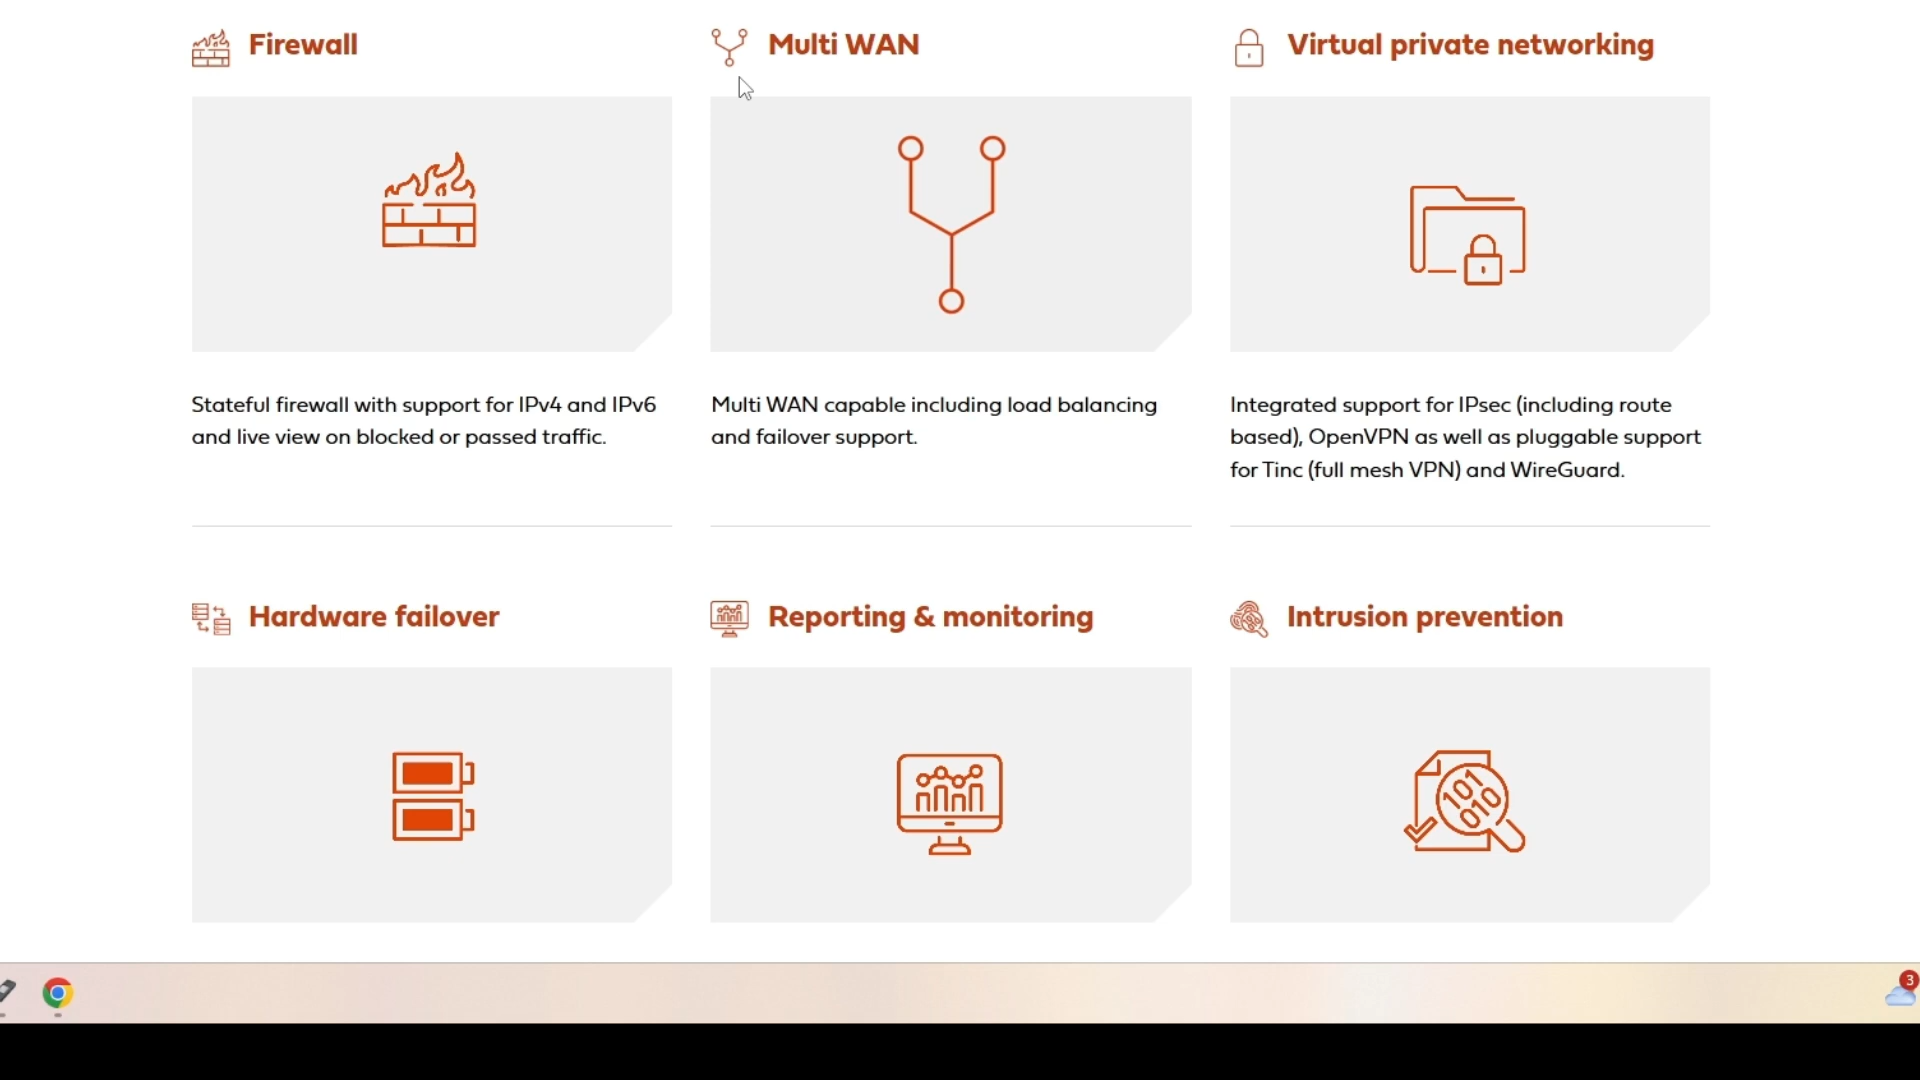 Firewall
Multi WAN
Virtual private networking
Stateful firewall with support for IPv4 and IPv6
and live view on blocked or passed traffic.
Multi WAN capable including load balancing
and failover support.
Integrated support for IPsec (including route
based), OpenVPN as well as pluggable support
for Tinc (full mesh VPN) and WireGuard.
Hardware failover
Reporting & monitoring
Intrusion prevention
101
010
3